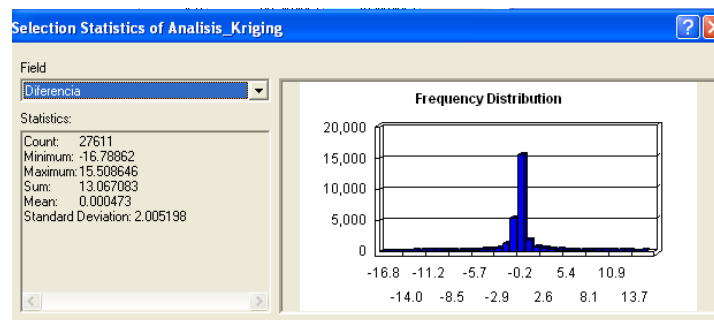 Selection Statistics of Analisis_Kriging
Field
Diferencia
Statistics:
Count: 27611
Minimum: -16.78862
Maximum: 15.508646
Sum: 13.067083
Mean: 0.000473
Standard Deviation: 2.005198
Frequency Distribution
20,000
15,000
10,000
5,000
0
-16.8 -11.2 -5.7 -0.2 5.4 10.9
-14.0 -8.5 -2.9 2.6 8.1 13.7